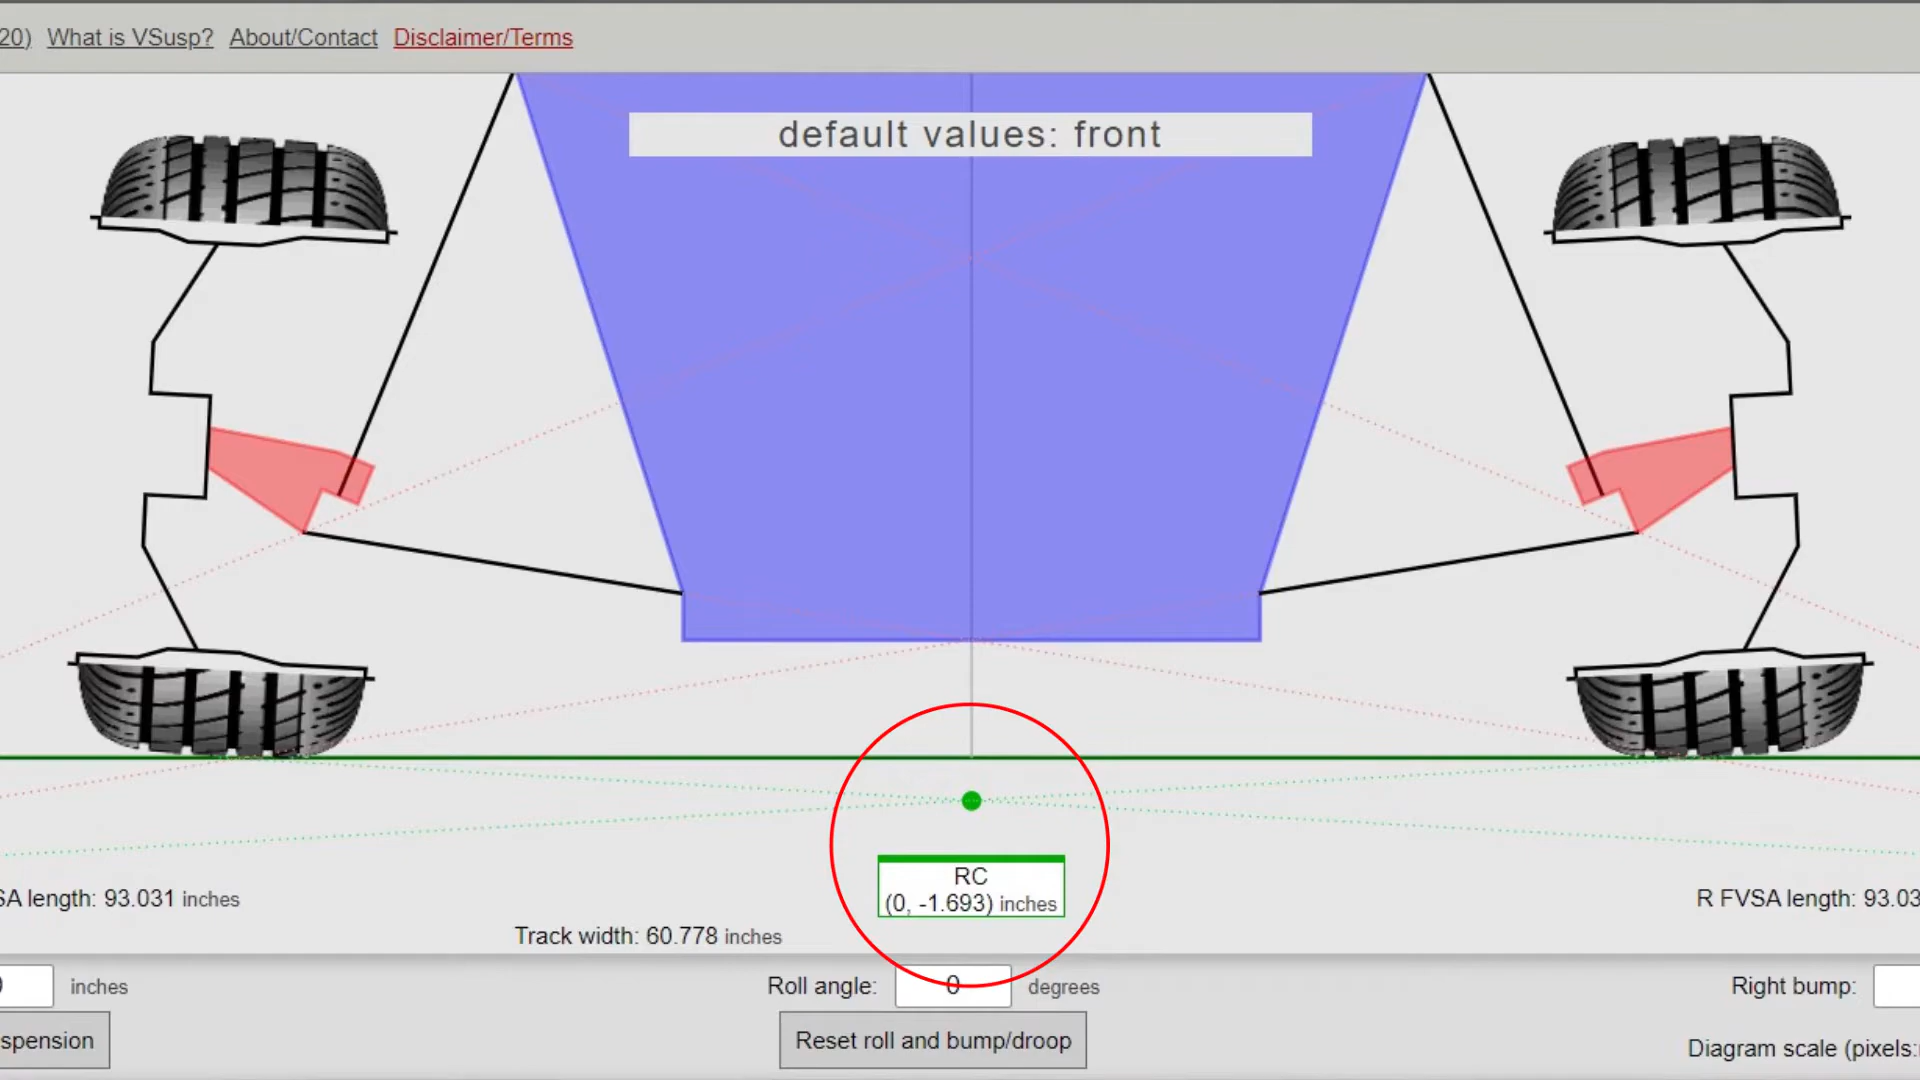 20) What is VSusp? About/Contact Disclaimer/Terms
default values: front
RC
(0, -1.693) inches
SA length: 93.031 inches
R FVSA length: 93.03
Track width: 60.778 inches
inches
Roll angle: 0 degrees
Right bump:
spension
Reset roll and bump/droop
Diagram scale (pixels: